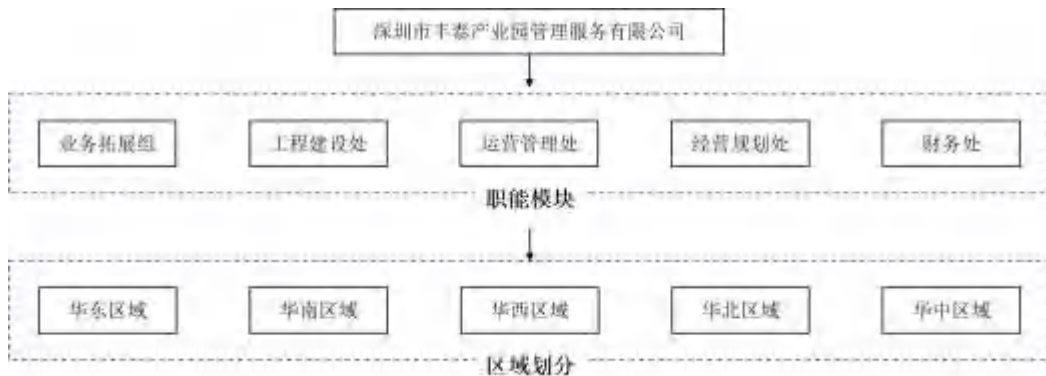 深圳市丰泰产业园管理服务有限公司
业务拓展组 工程建设处 运营管理处 经营规划处 财务处
职能模块
华东区域 华南区域 华西区域 华北区域 华中区域
区域划分